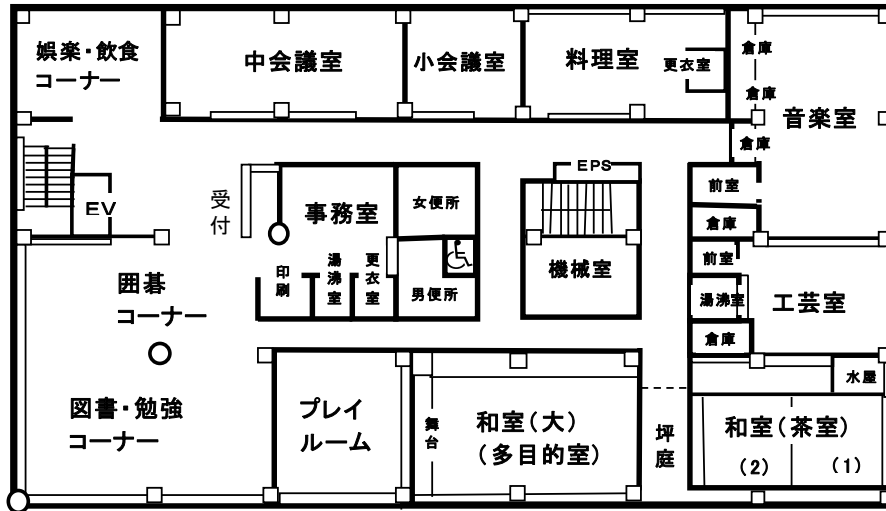 娯楽・飲食
コーナー
中会議室
小会議室
料理室
更衣室
倉庫
倉庫
倉庫
音楽室
EPS
前室
倉庫
EV
受付
事務室
女便所
印刷
湯沸室
更衣室
男便所
機械室
前室
湯沸室
倉庫
工芸室
囲碁
コーナー
図書・勉強
コーナー
プレイ
ルーム
舞台
和室(大)
(多目的室)
坪庭
水屋
和室(茶室)
(2)
(1)